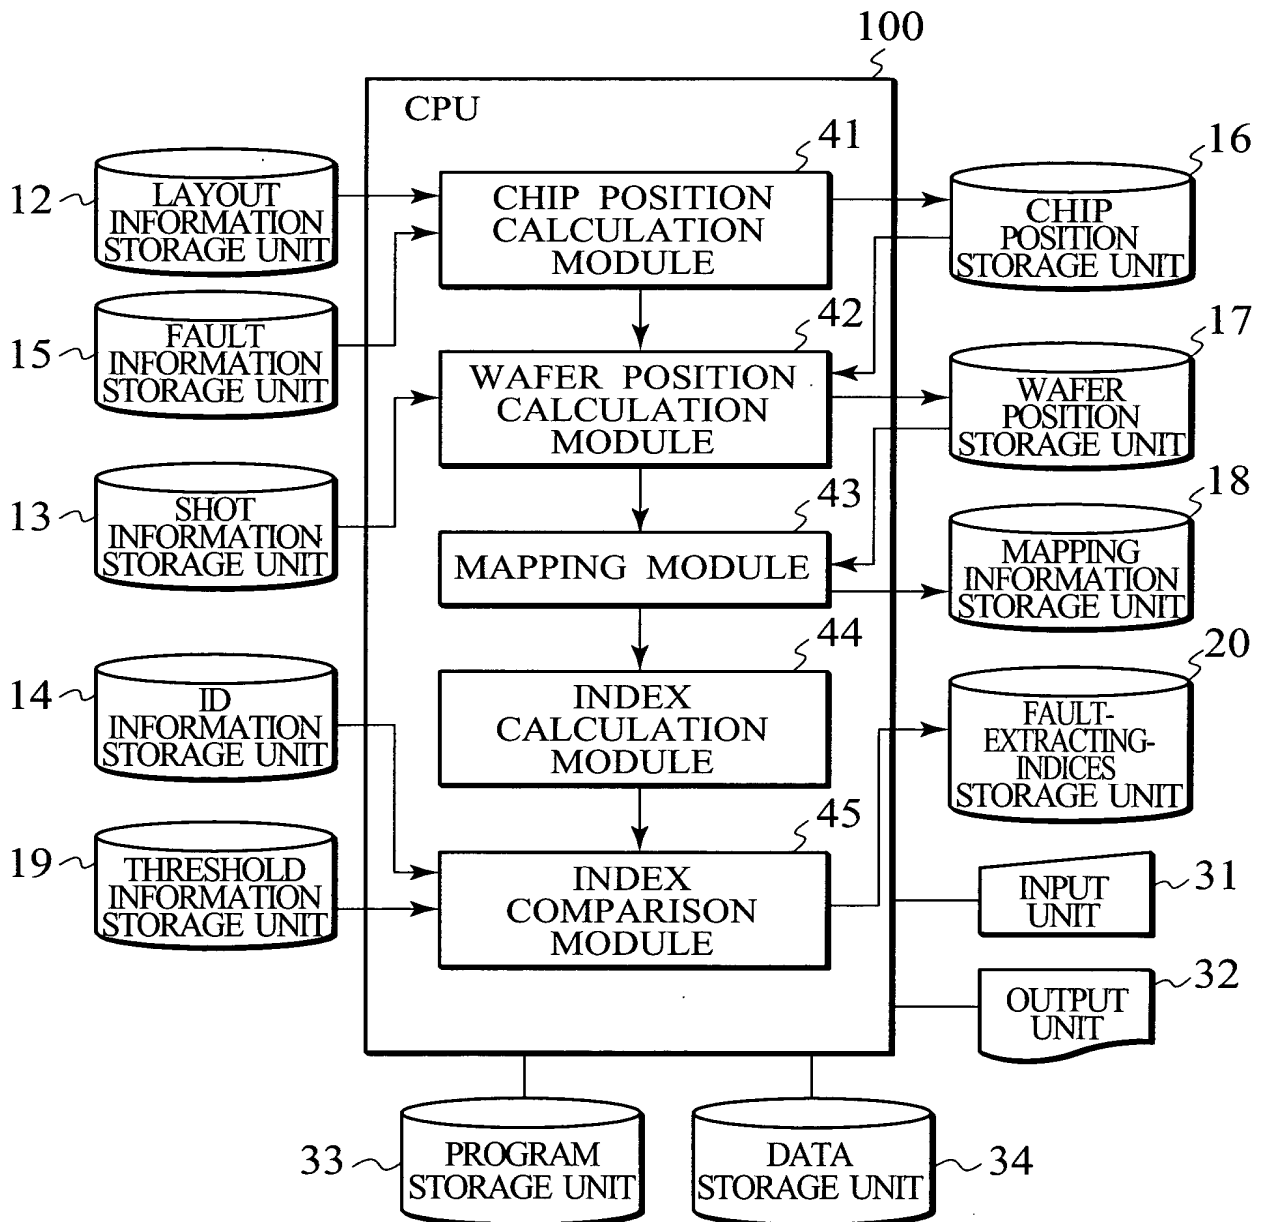 100
CPU
41
CHIP POSITION
CALCULATION
MODULE
12
LAYOUT
INFORMATION
STORAGE UNIT
16
CHIP
POSITION
STORAGE UNIT
15
FAULT
INFORMATION
STORAGE UNIT
42
WAFER POSITION
CALCULATION
MODULE
17
WAFER
POSITION
STORAGE UNIT
13
SHOT
INFORMATION
STORAGE UNIT
43
MAPPING MODULE
18
MAPPING
INFORMATION
STORAGE UNIT
14
ID
INFORMATION
STORAGE UNIT
44
INDEX
CALCULATION
MODULE
20
FAULT-
EXTRACTING-
INDICES
STORAGE UNIT
19
THRESHOLD
INFORMATION
STORAGE UNIT
45
INDEX
COMPARISON
MODULE
31
INPUT
UNIT
32
OUTPUT
UNIT
33
PROGRAM
STORAGE UNIT
DATA
STORAGE UNIT
34